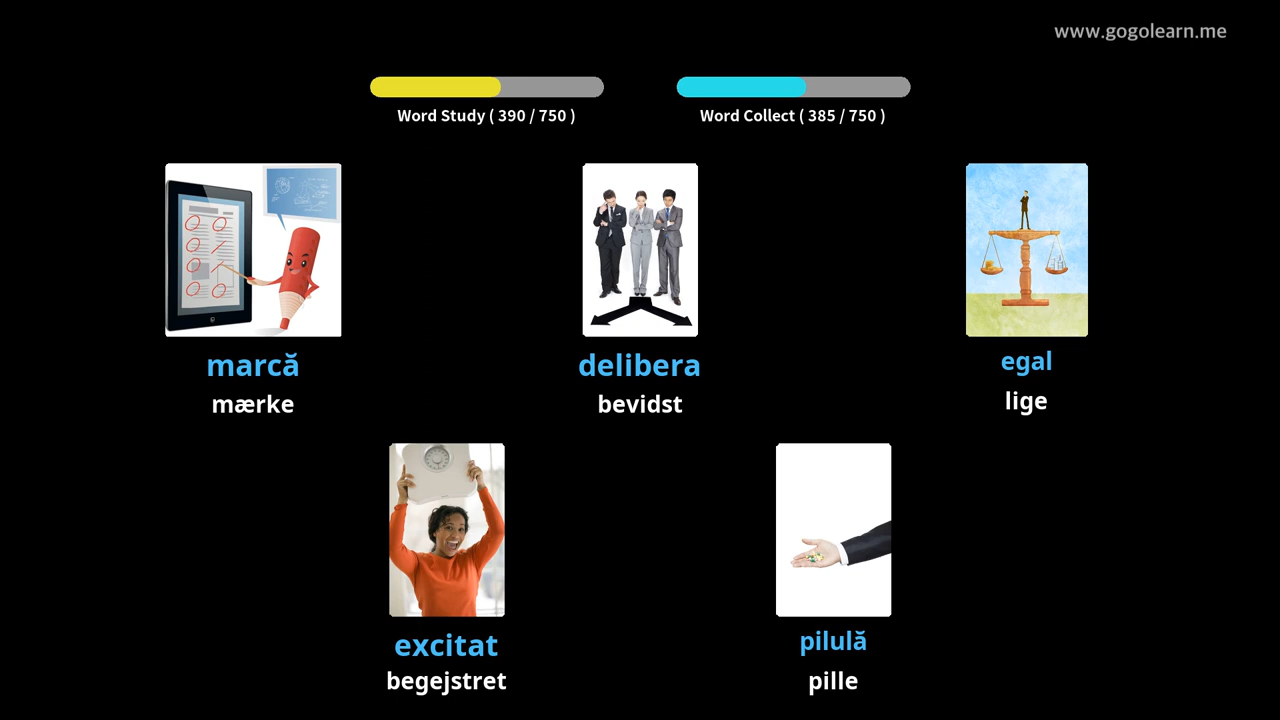 www.gogolearn.me
Word Study ( 390 / 750 )
Word Collect ( 385 / 750 )
marcă
mærke
delibera
bevidst
egal
lige
excitat
begejstret
pilulă
pille